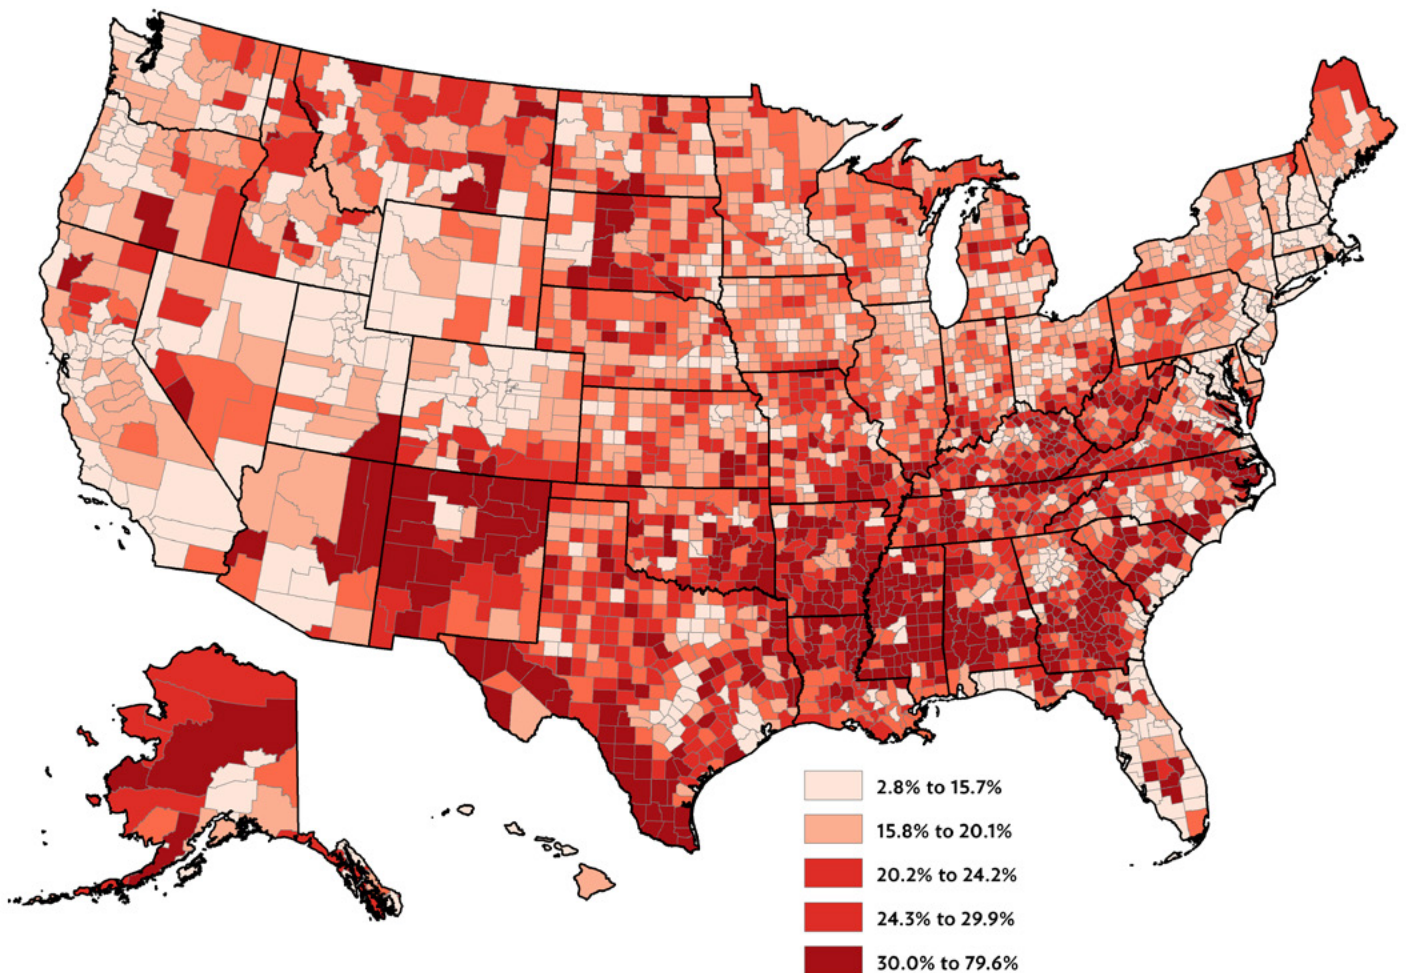 2.8% to 15.7%
15.8% to 20.1%
20.2% to 24.2%
24.3% to 29.9%
30.0% to 79.6%